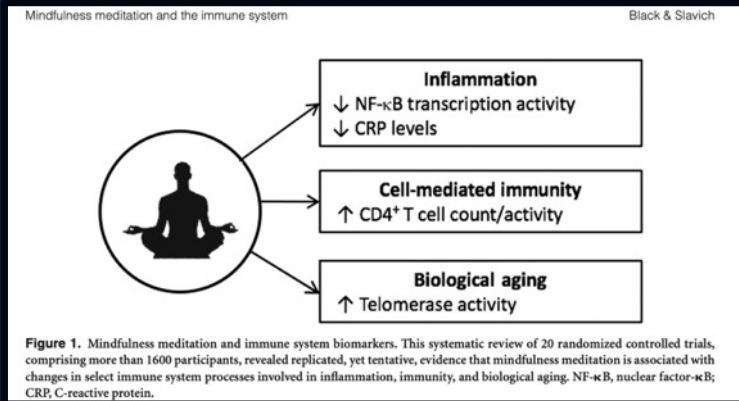 Mindfulness meditation and the immune system
Black & Slavich
Inflammation
↓ NF-κB transcription activity
↓ CRP levels
Cell-mediated immunity
↑ CD4⁺ T cell count/activity
Biological aging
↑ Telomerase activity
Figure 1. Mindfulness meditation and immune system biomarkers. This systematic review of 20 randomized controlled trials,
comprising more than 1600 participants, revealed replicated, yet tentative, evidence that mindfulness meditation is associated with
changes in select immune system processes involved in inflammation, immunity, and biological aging. NF-κB, nuclear factor-κB;
CRP, C-reactive protein.